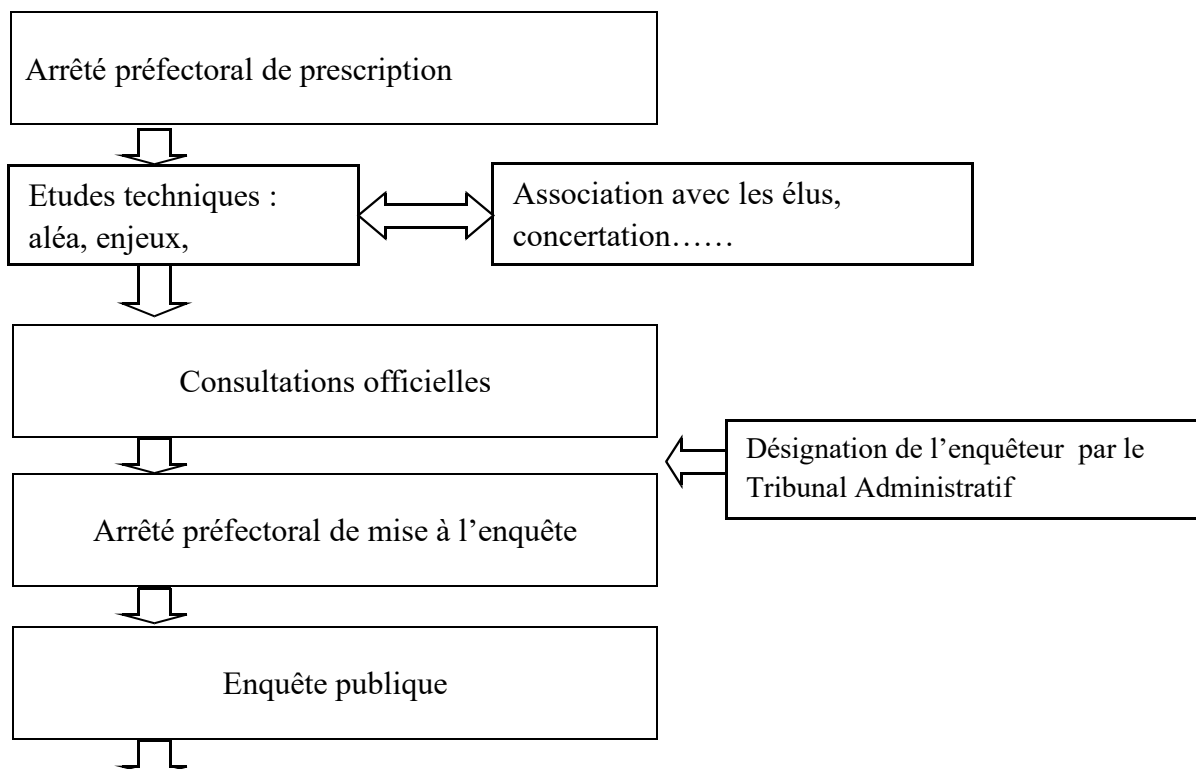 Arrêté préfectoral de prescription
Etudes techniques :
aléa, enjeux,
Association avec les élus,
concertation……
Consultations officielles
Désignation de l’enquêteur  par le
Tribunal Administratif
Arrêté préfectoral de mise à l’enquête
Enquête publique